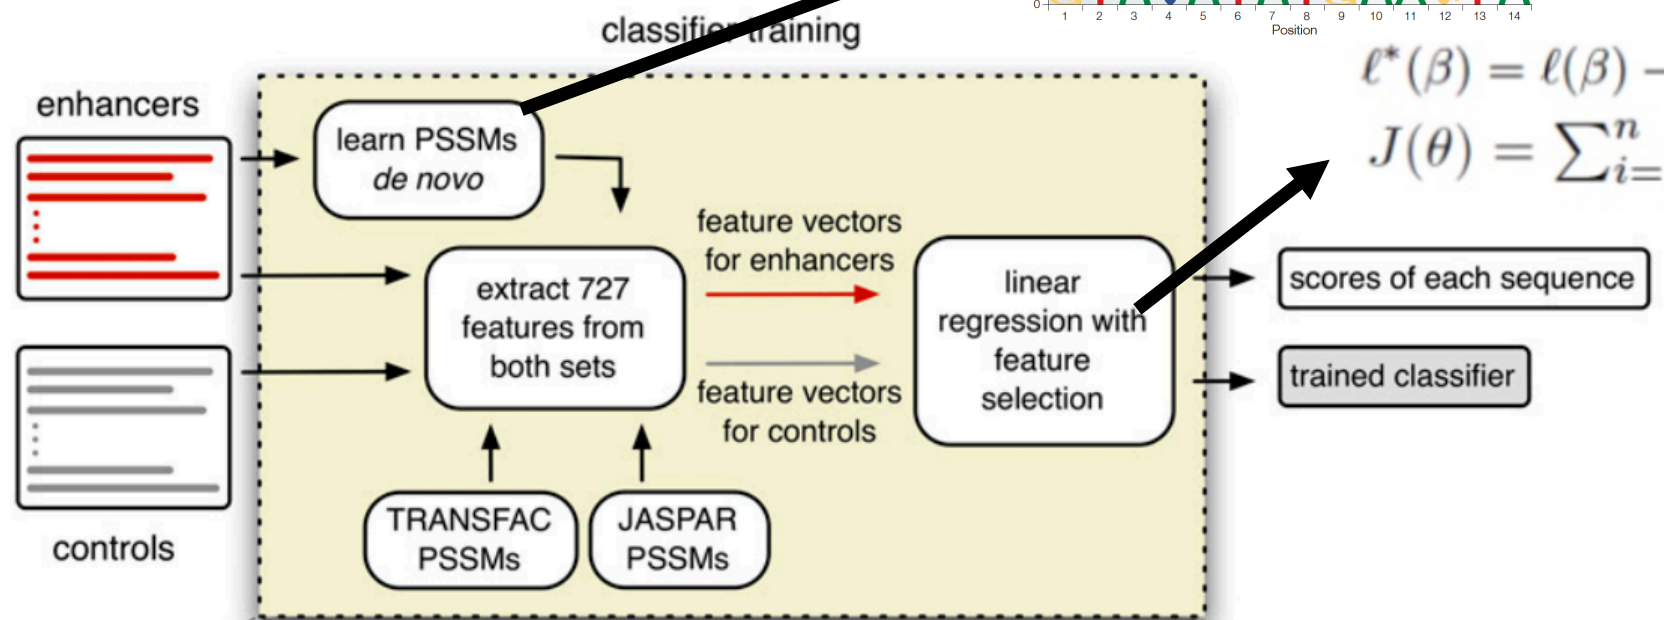 0
1 2 3 4 5 6 7 8 9 10 11 12 13 14
Position
classifier training
ℓ*(β) = ℓ(β) −
J(θ) = ∑ⁿᵢ₌
enhancers
learn PSSMs
de novo
feature vectors
for enhancers
extract 727
features from
both sets
linear
regression with
feature
selection
scores of each sequence
trained classifier
feature vectors
for controls
TRANSFAC
PSSMs
JASPAR
PSSMs
controls